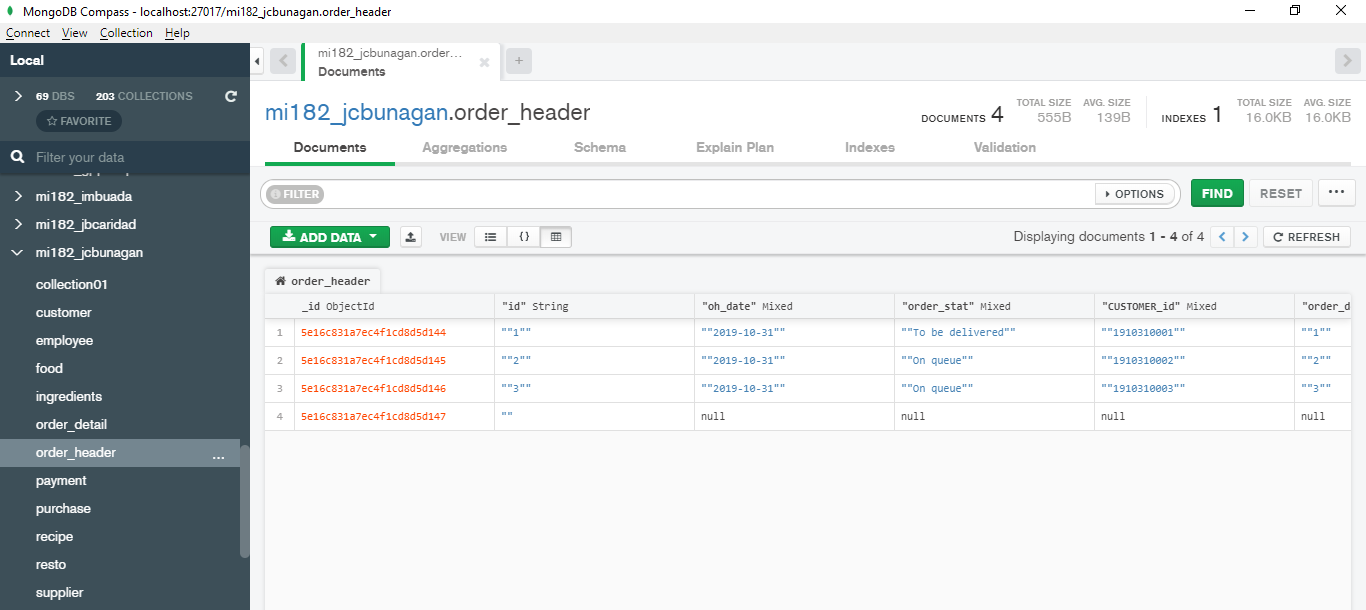 MongoDB Compass - localhost:27017/mi182_jcbunagan.order_header
Connect View Collection Help
Local
69 DBS 203 COLLECTIONS
FAVORITE
Filter your data
mi182_imbuada
mi182_jbcaridad
mi182_jcbunagan
collection01
customer
employee
food
ingredients
order_detail
order_header ...
payment
purchase
recipe
resto
supplier
mi182_jcbunagan.order...
Documents
mi182_jcbunagan.order_header
DOCUMENTS 4 TOTAL SIZE 555B AVG. SIZE 139B INDEXES 1 TOTAL SIZE 16.0KB AVG. SIZE 16.0KB
Documents Aggregations Schema Explain Plan Indexes Validation
FILTER OPTIONS FIND RESET ...
ADD DATA VIEW {} Displaying documents 1 - 4 of 4 REFRESH
order_header
_id ObjectId "id" String "oh_date" Mixed "order_stat" Mixed "CUSTOMER_id" Mixed "order_d
1 5e16c831a7ec4f1cd8d5d144 ""1"" ""2019-10-31"" ""To be delivered"" ""1910310001"" ""1""
2 5e16c831a7ec4f1cd8d5d145 ""2"" ""2019-10-31"" ""On queue"" ""1910310002"" ""2""
3 5e16c831a7ec4f1cd8d5d146 ""3"" ""2019-10-31"" ""On queue"" ""1910310003"" ""3""
4 5e16c831a7ec4f1cd8d5d147 "" null null null null